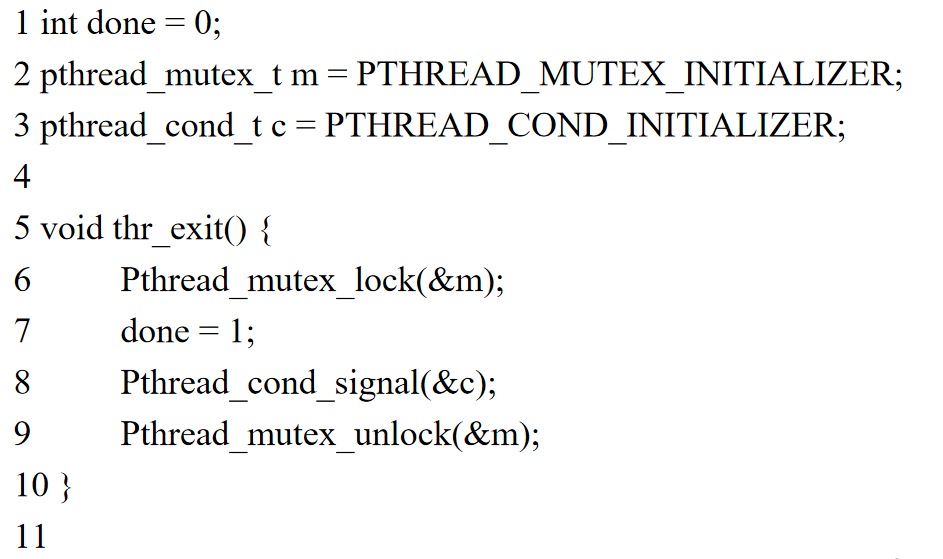 1 int done = 0;
2 pthread_mutex_t m = PTHREAD_MUTEX_INITIALIZER;
3 pthread_cond_t c = PTHREAD_COND_INITIALIZER;
4
5 void thr_exit() {
6 Pthread_mutex_lock(&m);
7 done = 1;
8 Pthread_cond_signal(&c);
9 Pthread_mutex_unlock(&m);
10 }
11